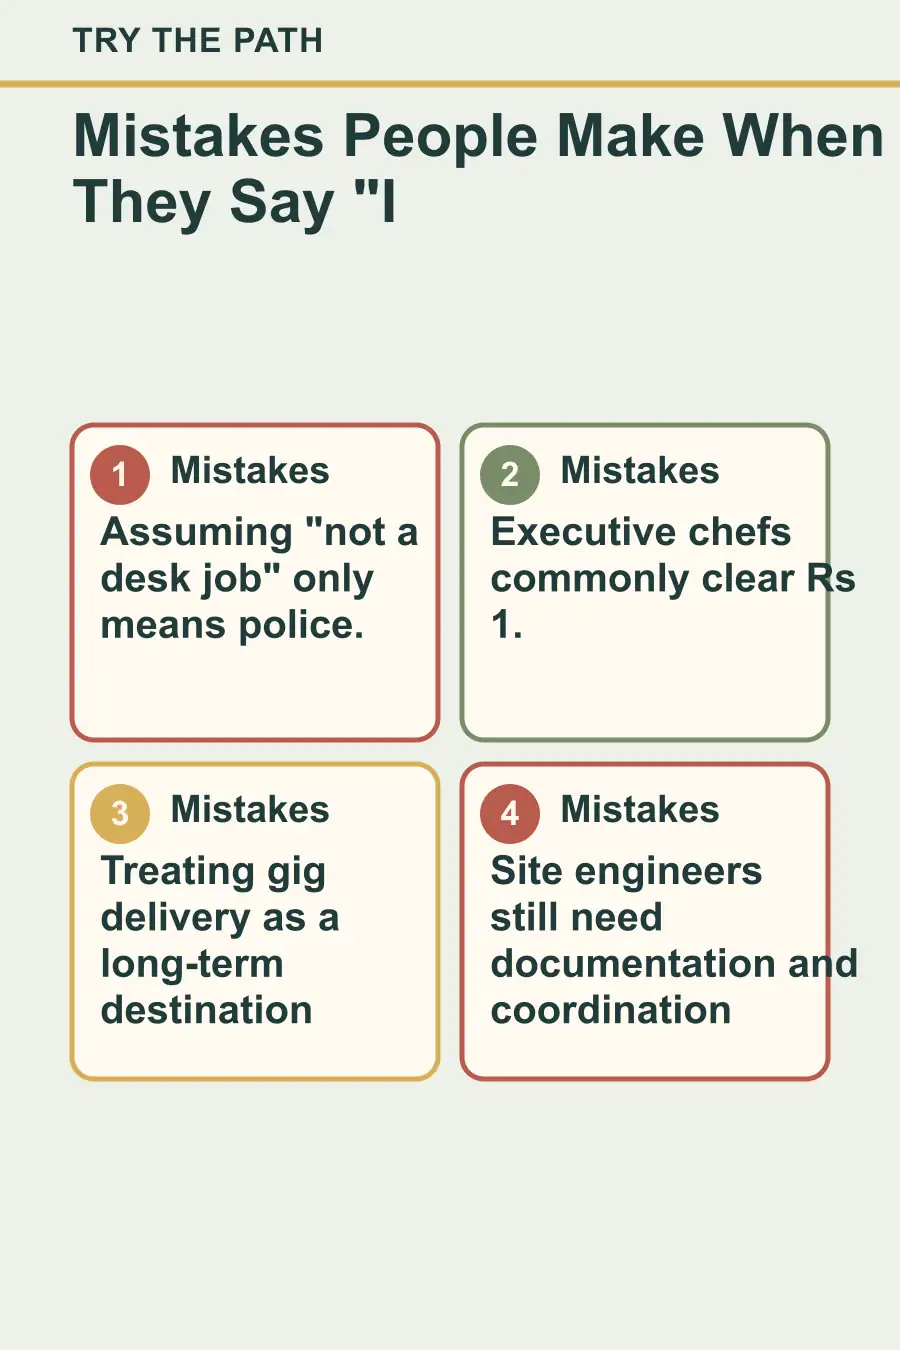 TRY THE PATH
Mistakes People Make When
They Say "I
1 Mistakes
Assuming "not a
desk job" only
means police.
2 Mistakes
Executive chefs
commonly clear Rs
1.
3 Mistakes
Treating gig
delivery as a
long-term
destination
4 Mistakes
Site engineers
still need
documentation and
coordination